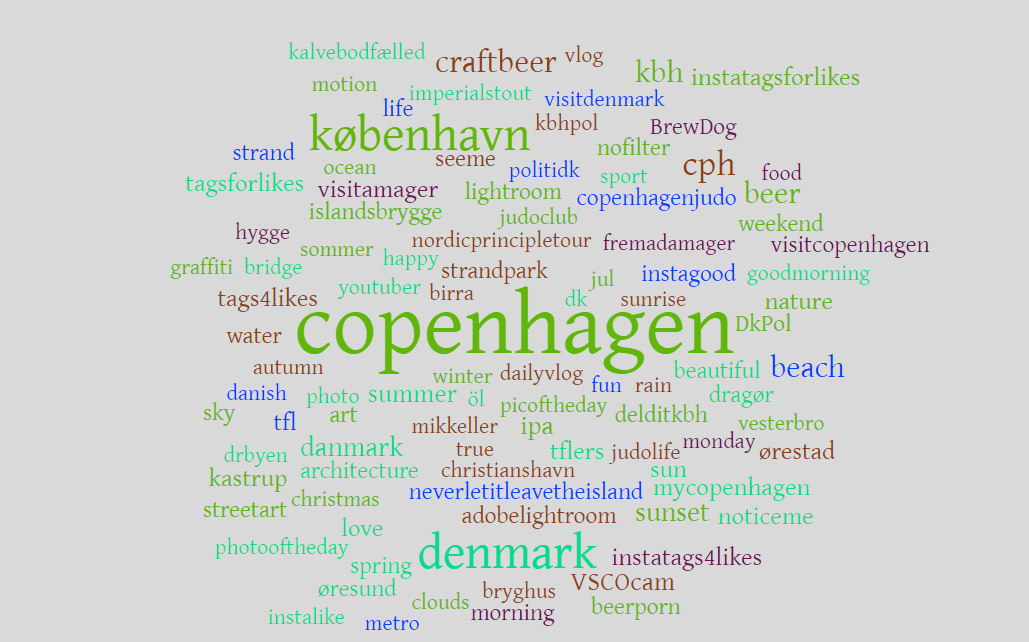 kalvebodfælled
craftbeer
vlog
motion
imperialstout
kbh
instatagsforlikes
life
visitdenmark
københavn
kbhpol
BrewDog
strand
ocean
seeme
politidk
nofilter
sport
cph
food
tagsforlikes
visitamager
lightroom
copenhagenjudo
beer
islandsbrygge
judoclub
weekend
hygge
sommer
nordicprincipletour
fremadamager
visitcopenhagen
graffiti
bridge
happy
strandpark
jul
instagood
goodmorning
tags4likes
youtuber
birra
dk
sunrise
nature
water
copenhagen
DkPol
autumn
winter
dailyvlog
fun
rain
beautiful
beach
danish
photo
summer
öl
picoftheday
delditkbh
dragør
sky
tfl
art
mikkeller
ipa
vesterbro
drbyen
danmark
true
tflers
judolife
monday
ørestad
kastrup
architecture
christianshavn
sun
streetart
christmas
neverletitleavetheisland
mycopenhagen
adobelightroom
sunset
noticeme
love
photooftheday
denmark
instatags4likes
spring
øresund
clouds
bryghus
VSCOcam
instalike
metro
morning
beerporn